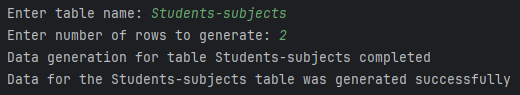 Enter table name: Students-subjects
Enter number of rows to generate: 2
Data generation for table Students-subjects completed
Data for the Students-subjects table was generated successfully